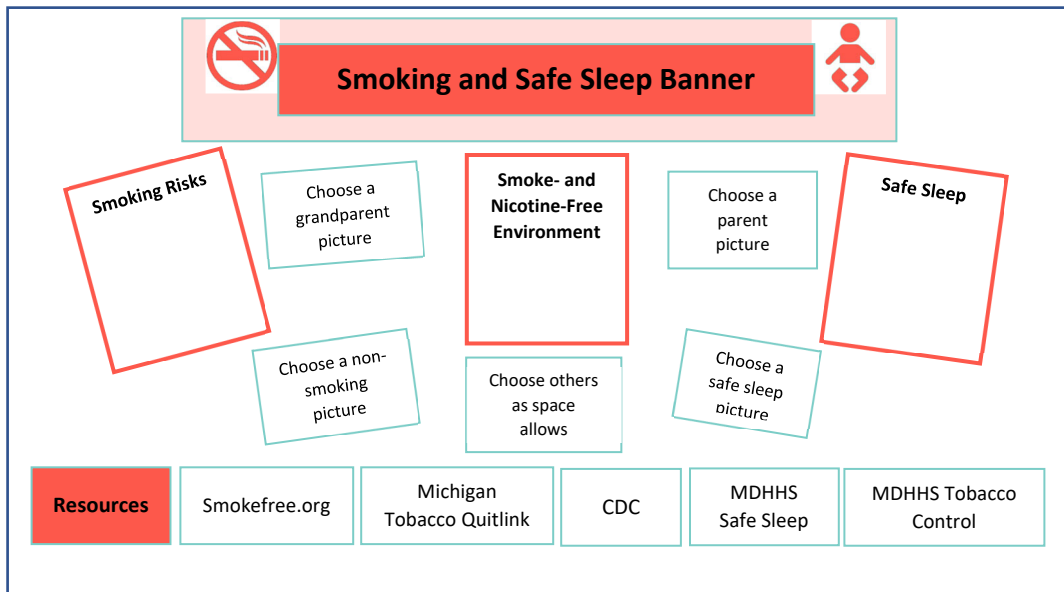 Smoking and Safe Sleep Banner
Smoking Risks
Choose a
grandparent
picture
Smoke- and
Nicotine-Free
Environment
Choose a
parent
picture
Safe Sleep
Choose a non-
smoking
picture
Choose others
as space
allows
Choose a
safe sleep
picture
Resources
Smokefree.org
Michigan
Tobacco Quitlink
CDC
MDHHS
Safe Sleep
MDHHS Tobacco
Control